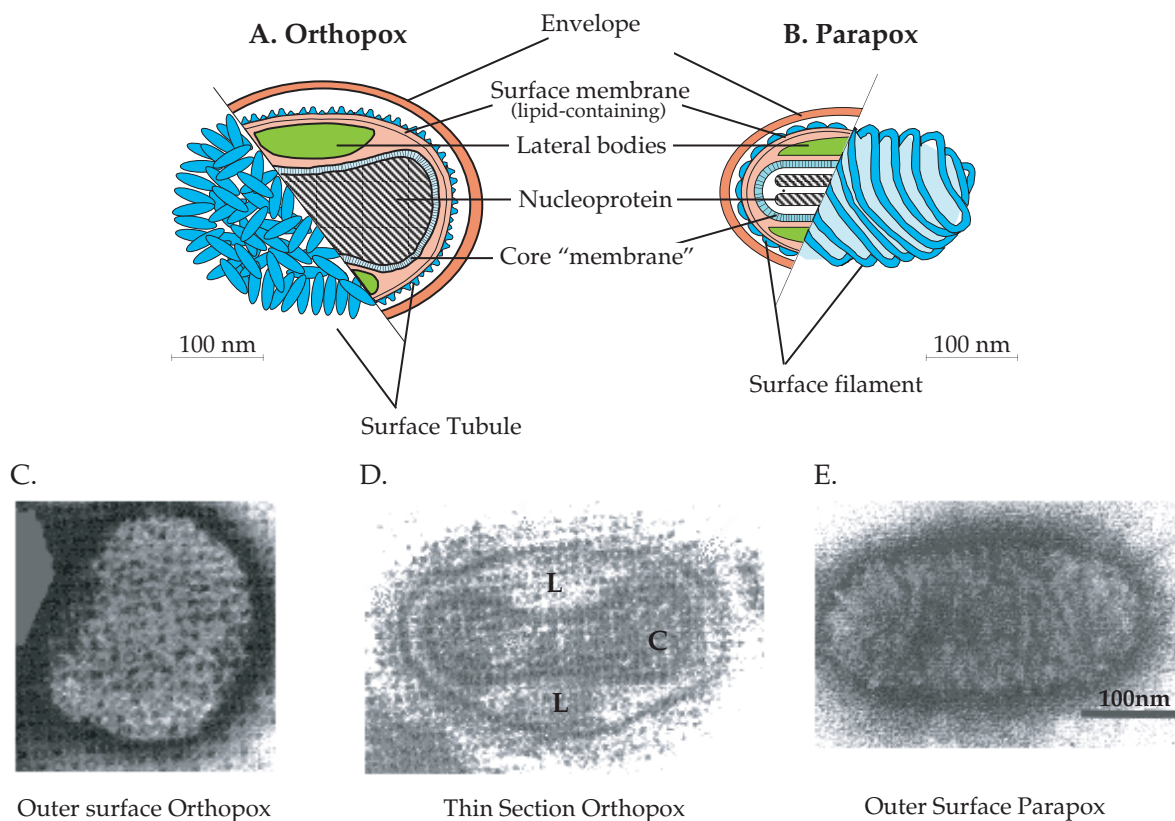 A. Orthopox
Envelope
B. Parapox
Surface membrane
(lipid-containing)
Lateral bodies
Nucleoprotein
Core “membrane”
100 nm
100 nm
Surface filament
Surface Tubule
C.
D.
E.
L
C
L
100nm
Outer surface Orthopox
Thin Section Orthopox
Outer Surface Parapox